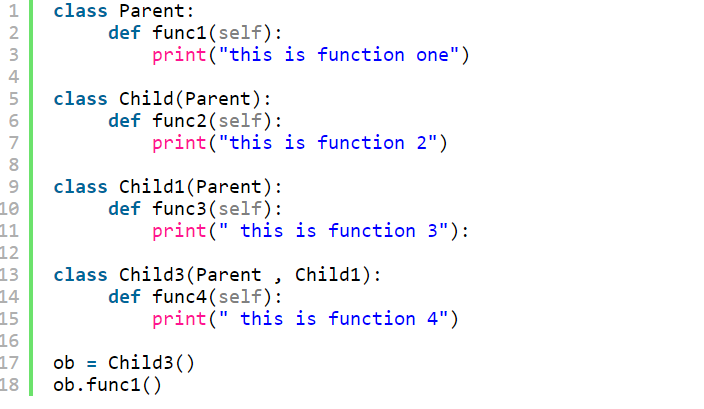 1 class Parent:
2 def func1(self):
3 print("this is function one")
4
5 class Child(Parent):
6 def func2(self):
7 print("this is function 2")
8
9 class Child1(Parent):
10 def func3(self):
11 print(" this is function 3"):
12
13 class Child3(Parent , Child1):
14 def func4(self):
15 print(" this is function 4")
16
17 ob = Child3()
18 ob.func1()